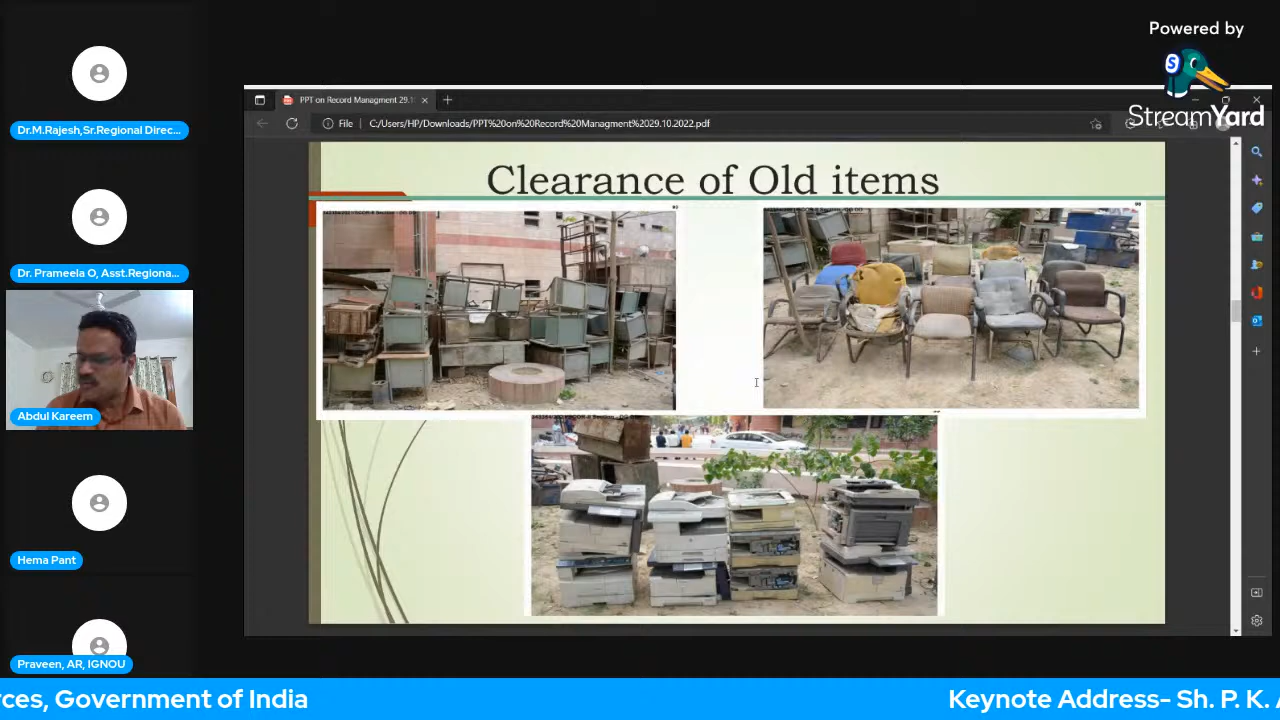 Powered by
StreamYard
PPT on Record Managment 29.1
File
C:/Users/HP/Downloads/PPT%20on%20Record%20Managment%2029.10.2022.pdf
Dr.M.Rajesh,Sr.Regional Direc...
Dr. Prameela O, Asst.Regiona...
Abdul Kareem
Hema Pant
Praveen, AR, IGNOU
Clearance of Old items
rces, Government of India
Keynote Address- Sh. P. K. A